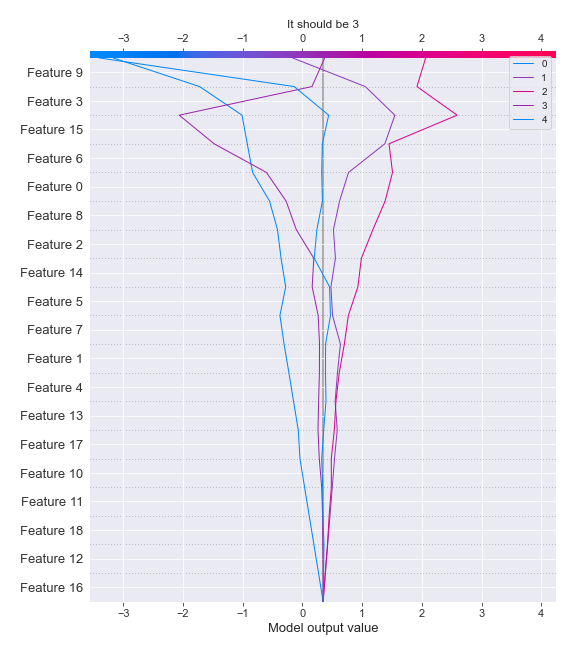 It should be 3
−3 −2 −1 0 1 2 3 4
0
1
2
3
4
Feature 9
Feature 3
Feature 15
Feature 6
Feature 0
Feature 8
Feature 2
Feature 14
Feature 5
Feature 7
Feature 1
Feature 4
Feature 13
Feature 17
Feature 10
Feature 11
Feature 18
Feature 12
Feature 16
−3 −2 −1 0 1 2 3 4
Model output value